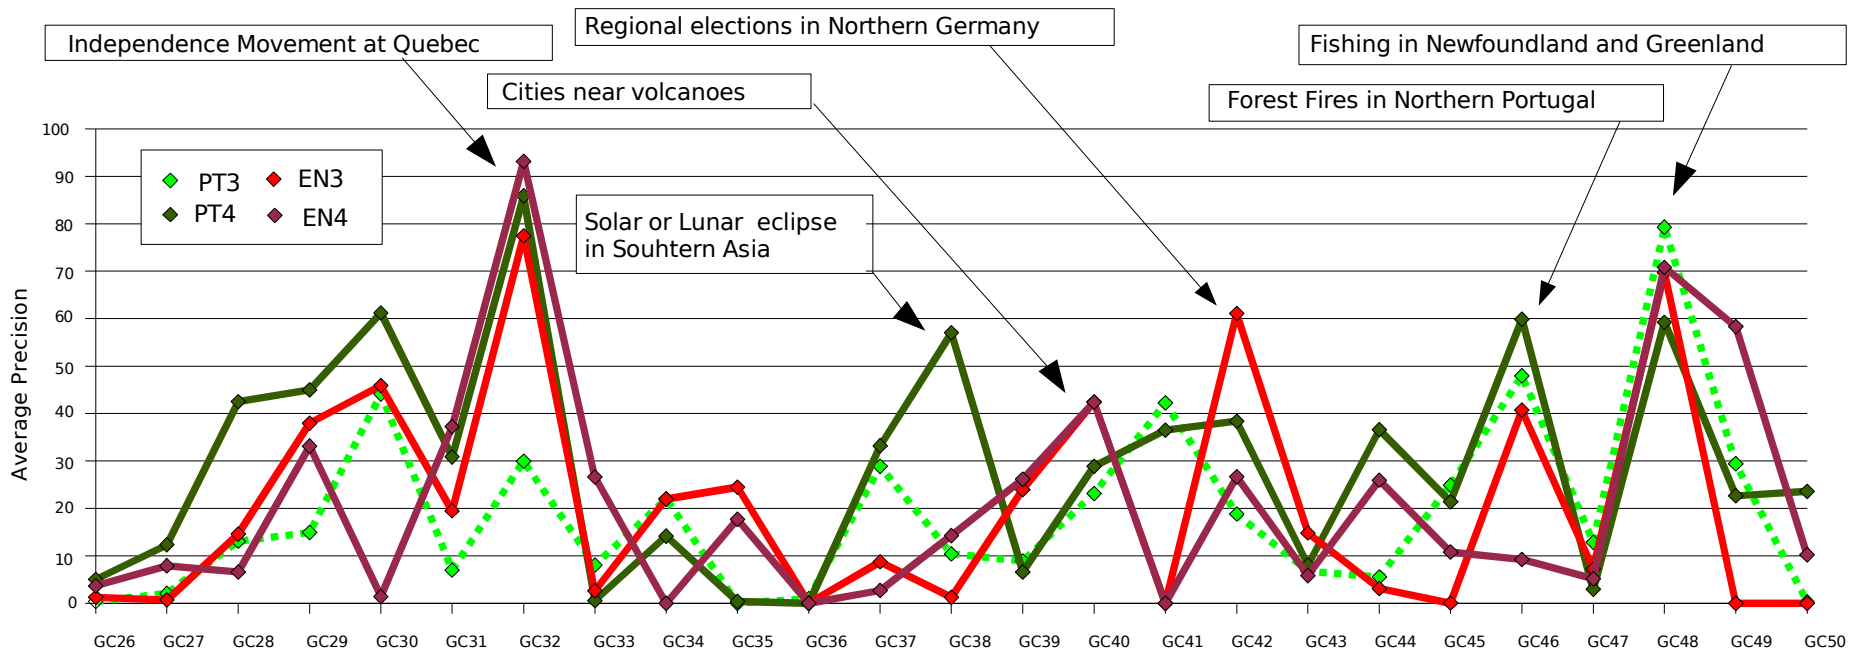 Regional elections in Northern Germany
Independence Movement at Quebec
Fishing in Newfoundland and Greenland
Cities near volcanoes
Forest Fires in Northern Portugal
Solar or Lunar eclipse
in Souhtern Asia
PT3 EN3
PT4 EN4
Average Precision
100
90
80
70
60
50
40
30
20
10
0
GC26 GC27 GC28 GC29 GC30 GC31 GC32 GC33 GC34 GC35 GC36 GC37 GC38 GC39 GC40 GC41 GC42 GC43 GC44 GC45 GC46 GC47 GC48 GC49 GC50